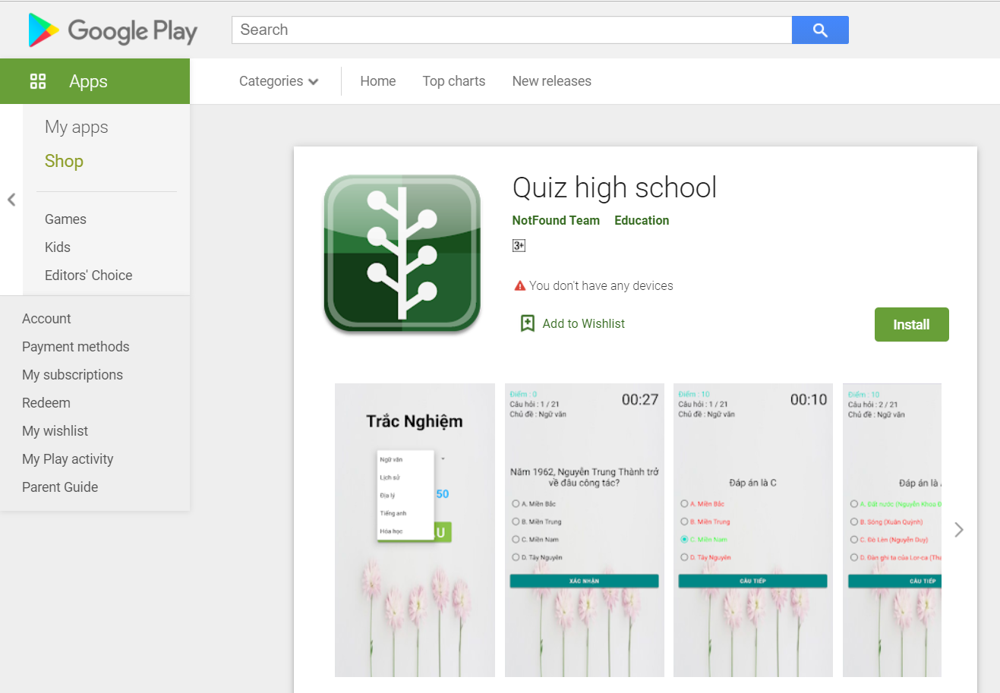 Google Play
Search
Apps
Categories
Home
Top charts
New releases
My apps
Shop
Games
Kids
Editors' Choice
Account
Payment methods
My subscriptions
Redeem
My wishlist
My Play activity
Parent Guide
Quiz high school
NotFound Team Education
3+
You don't have any devices
Add to Wishlist
Install
Trắc Nghiệm
Ngữ văn
Lịch sử
Địa lý
Tiếng anh
Hóa học
50
U
Điểm : 0
Câu hỏi : 1 / 21
Chủ đề : Ngữ văn
00:27
Năm 1962, Nguyễn Trung Thành trở
về đâu công tác?
A. Miền Bắc
B. Miền Trung
C. Miền Nam
D. Tây Nguyên
XÁC NHẬN
Điểm : 10
Câu hỏi : 1 / 21
Chủ đề : Ngữ văn
00:10
Đáp án là C
A. Miền Bắc
B. Miền Trung
C. Miền Nam
D. Tây Nguyên
CÂU TIẾP
Điểm : 10
Câu hỏi : 2 / 21
Chủ đề : Ngữ văn
Đáp án là
A. Đất nước (Nguyễn Khoa Đ
B. Sóng (Xuân Quỳnh)
C. Đò Lèn (Nguyễn Duy)
D. Đàn ghi ta của Lor-ca (Tha
CÂU TIẾP